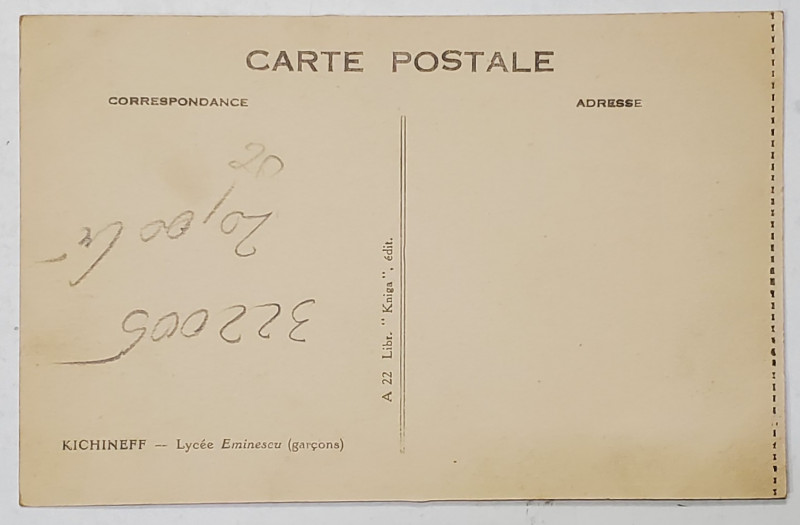 CARTE POSTALE
CORRESPONDANCE
ADRESSE
20
20,00 lei
322005
A 22 Libr. " Kniga ", édit.
KICHINEFF — Lycée Eminescu (garçons)